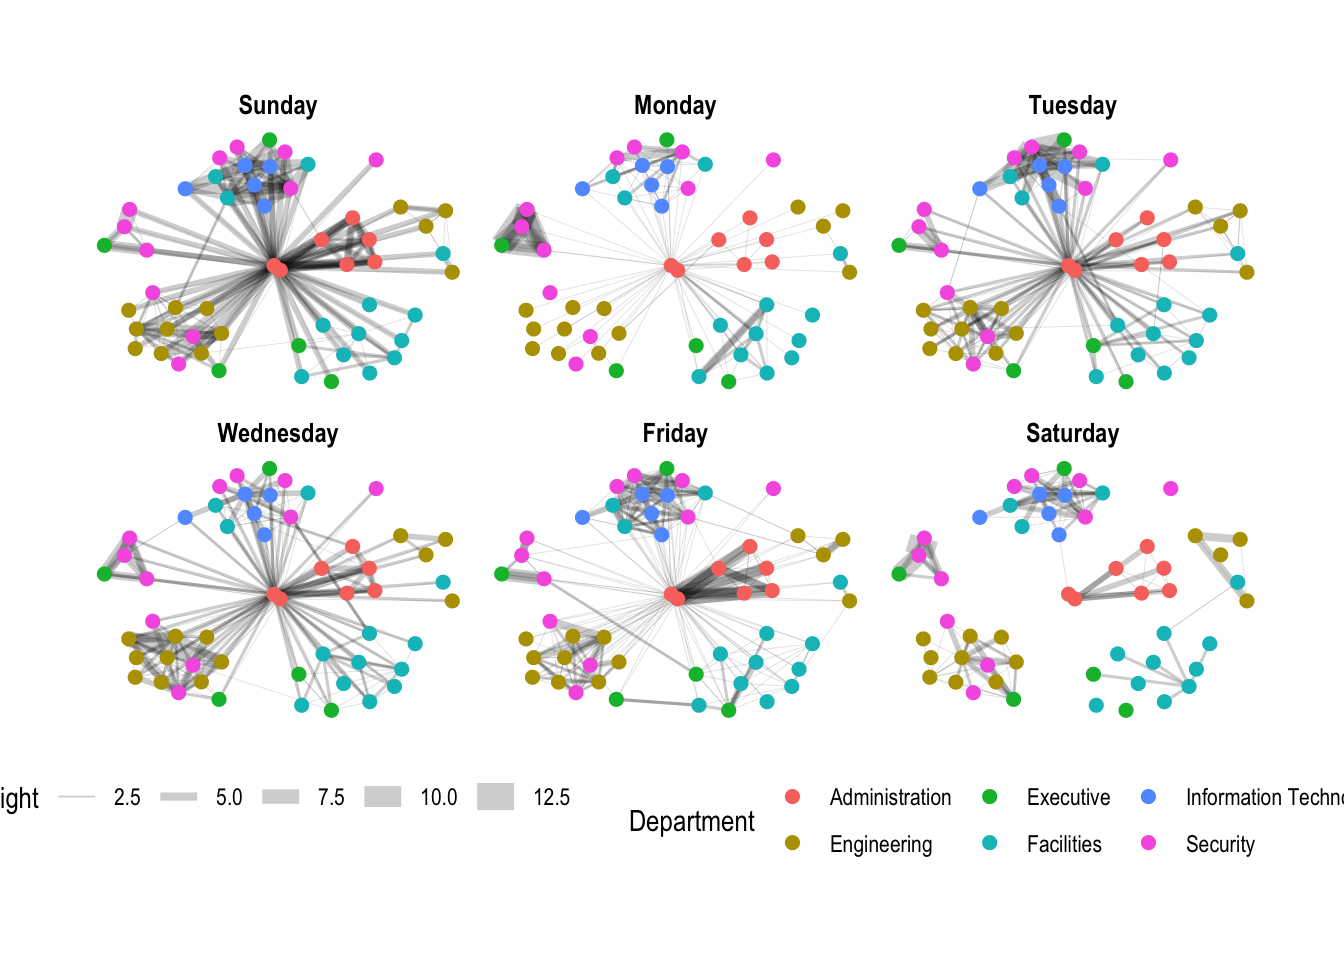 Sunday
Monday
Tuesday
Wednesday
Friday
Saturday
ight
2.5
5.0
7.5
10.0
12.5
Department
Administration
Executive
Information Techno
Engineering
Facilities
Security